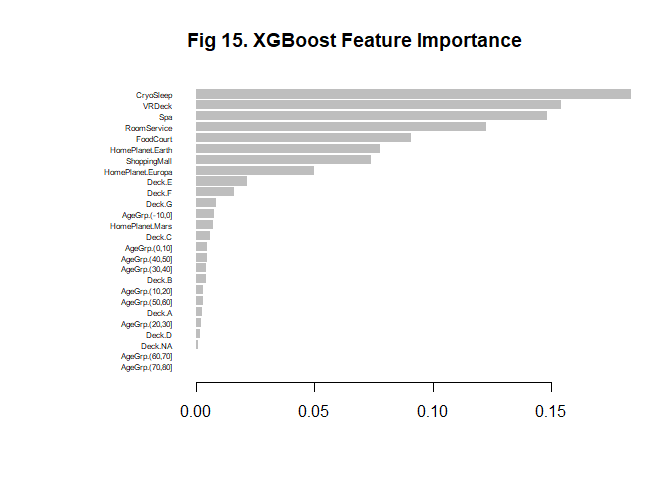 Fig 15. XGBoost Feature Importance
CryoSleep
VRDeck
Spa
RoomService
FoodCourt
HomePlanet.Earth
ShoppingMall
HomePlanet.Europa
Deck.E
Deck.F
Deck.G
AgeGrp.(-10,0]
HomePlanet.Mars
Deck.C
AgeGrp.(0,10]
AgeGrp.(40,50]
AgeGrp.(30,40]
Deck.B
AgeGrp.(10,20]
AgeGrp.(50,60]
Deck.A
AgeGrp.(20,30]
Deck.D
Deck.NA
AgeGrp.(60,70]
AgeGrp.(70,80]
0.00 0.05 0.10 0.15